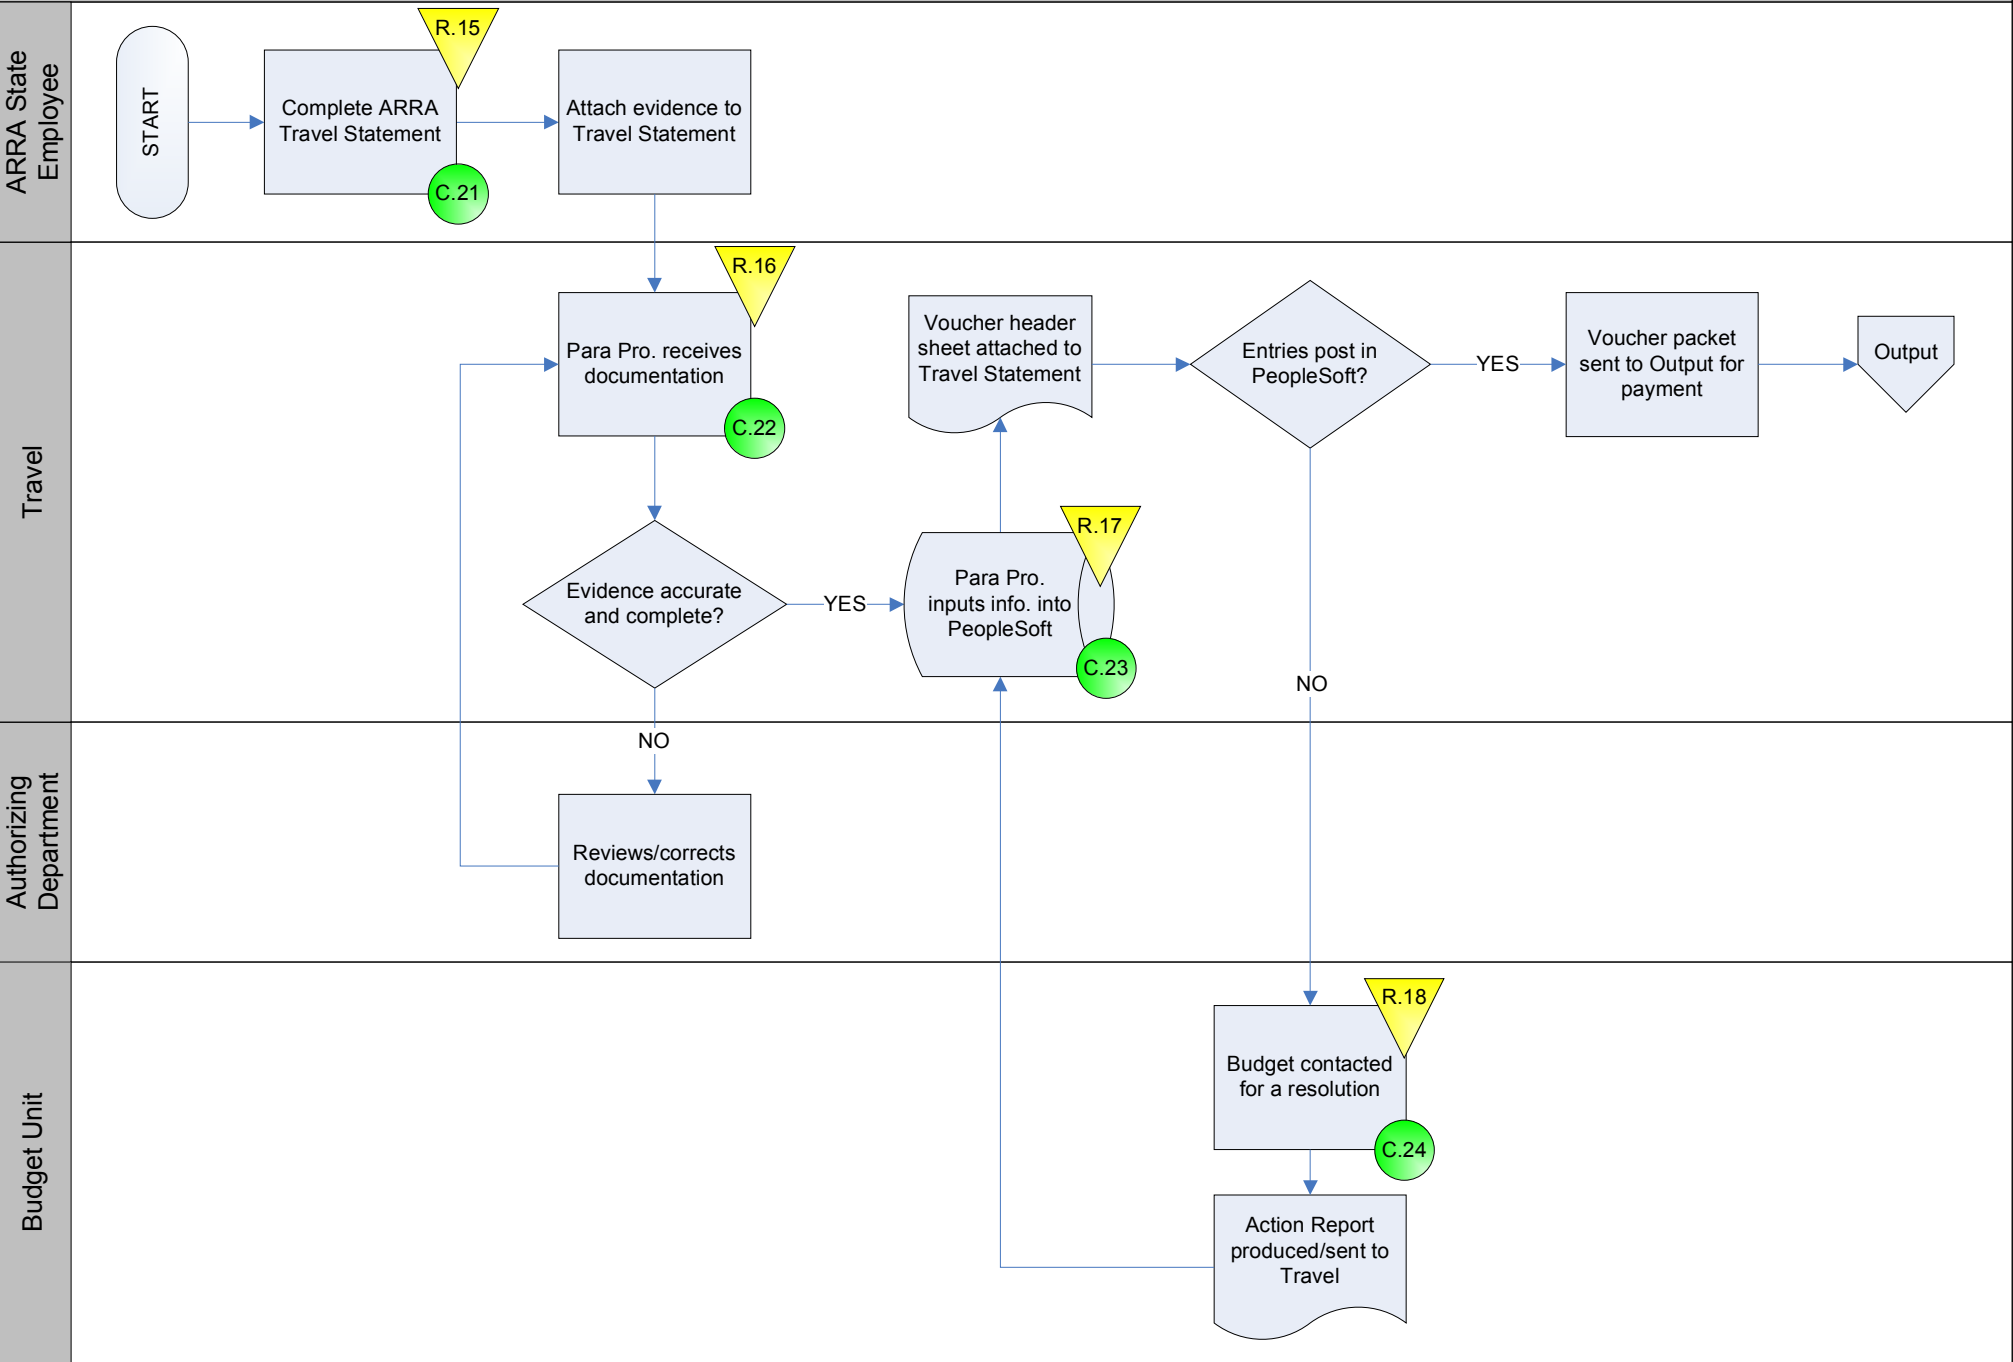 ARRA State
Employee
START
R.15
Complete ARRA
Travel Statement
C.21
Attach evidence to
Travel Statement
Travel
R.16
Para Pro. receives
documentation
C.22
Evidence accurate
and complete?
YES
R.17
Para Pro.
inputs info. into
PeopleSoft
C.23
Voucher header
sheet attached to
Travel Statement
Entries post in
PeopleSoft?
YES
Voucher packet
sent to Output for
payment
Output
NO
Authorizing
Department
NO
Reviews/corrects
documentation
Budget Unit
R.18
Budget contacted
for a resolution
C.24
Action Report
produced/sent to
Travel